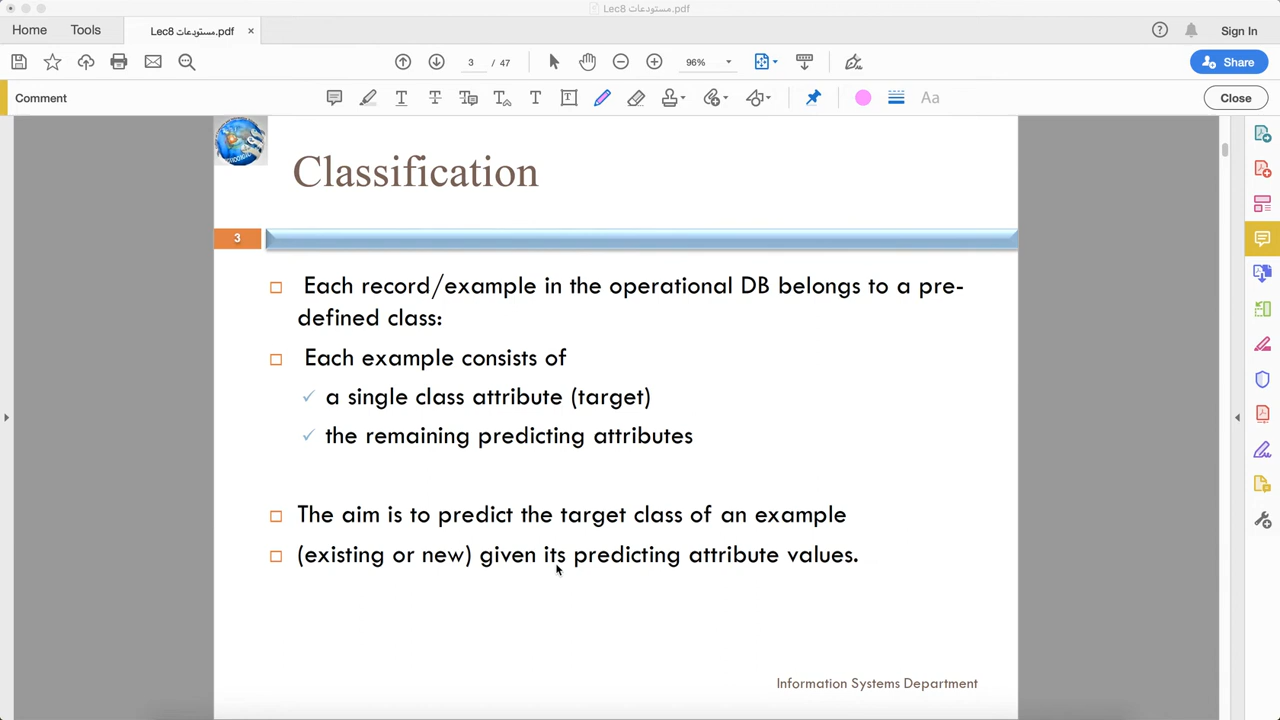 Lec8 مستودعات.pdf
Home
Tools
Lec8 مستودعات.pdf
×
Sign In
3 / 47
96%
Share
Comment
Aa
Close
Classification
3
Each record/example in the operational DB belongs to a pre-
defined class:
Each example consists of
a single class attribute (target)
the remaining predicting attributes
The aim is to predict the target class of an example
(existing or new) given its predicting attribute values.
Information Systems Department